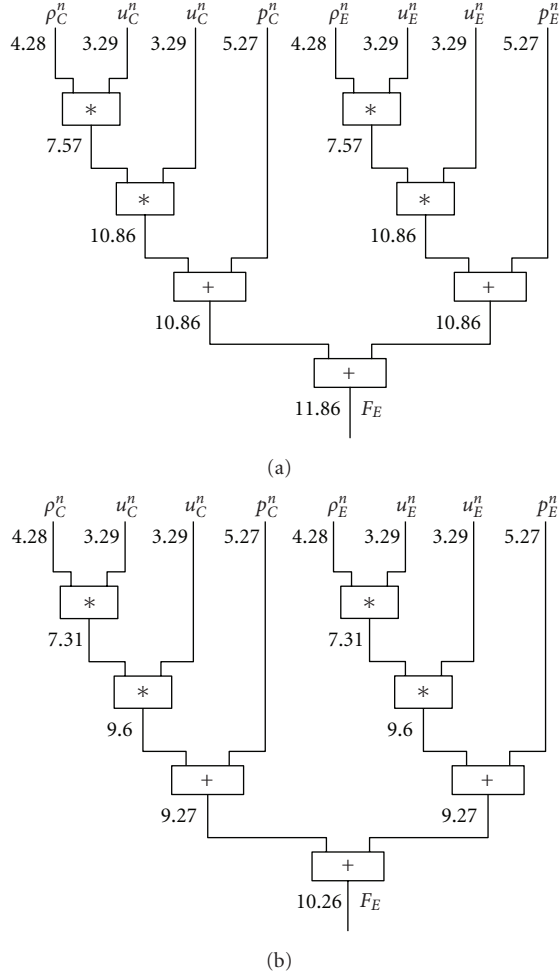 ρ_C^n u_C^n u_C^n p_C^n ρ_E^n u_E^n u_E^n p_E^n
4.28 3.29 3.29 5.27 4.28 3.29 3.29 5.27
* *
7.57 7.57
* *
10.86 10.86
+ +
10.86 10.86
+
11.86 F_E
(a)
ρ_C^n u_C^n u_C^n p_C^n ρ_E^n u_E^n u_E^n p_E^n
4.28 3.29 3.29 5.27 4.28 3.29 3.29 5.27
* *
7.31 7.31
* *
9.6 9.6
+ +
9.27 9.27
+
10.26 F_E
(b)